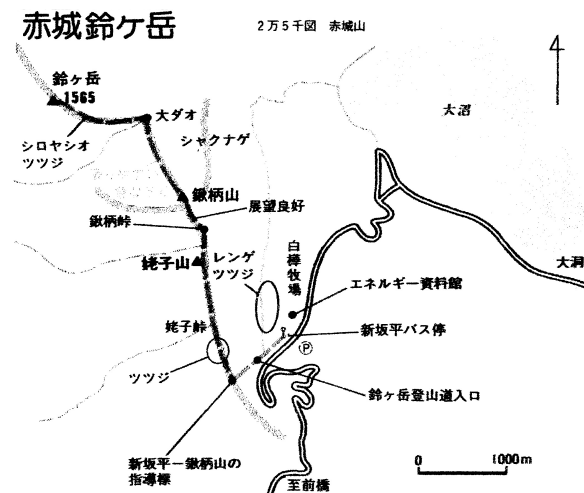 赤城鈴ケ岳
2万5千図 赤城山
鈴ヶ岳
1565
大ダオ
大沼
シロヤシオ
ツツジ
シャクナゲ
鍬柄山
展望良好
鍬柄峠
姥子山
レンゲ
ツツジ
白樺牧場
大洞
エネルギー資料館
新坂平バス停
姥子峠
P
ツツジ
鈴ヶ岳登山道入口
新坂平ー鍬柄山の
指導標
至前橋
0 1000m